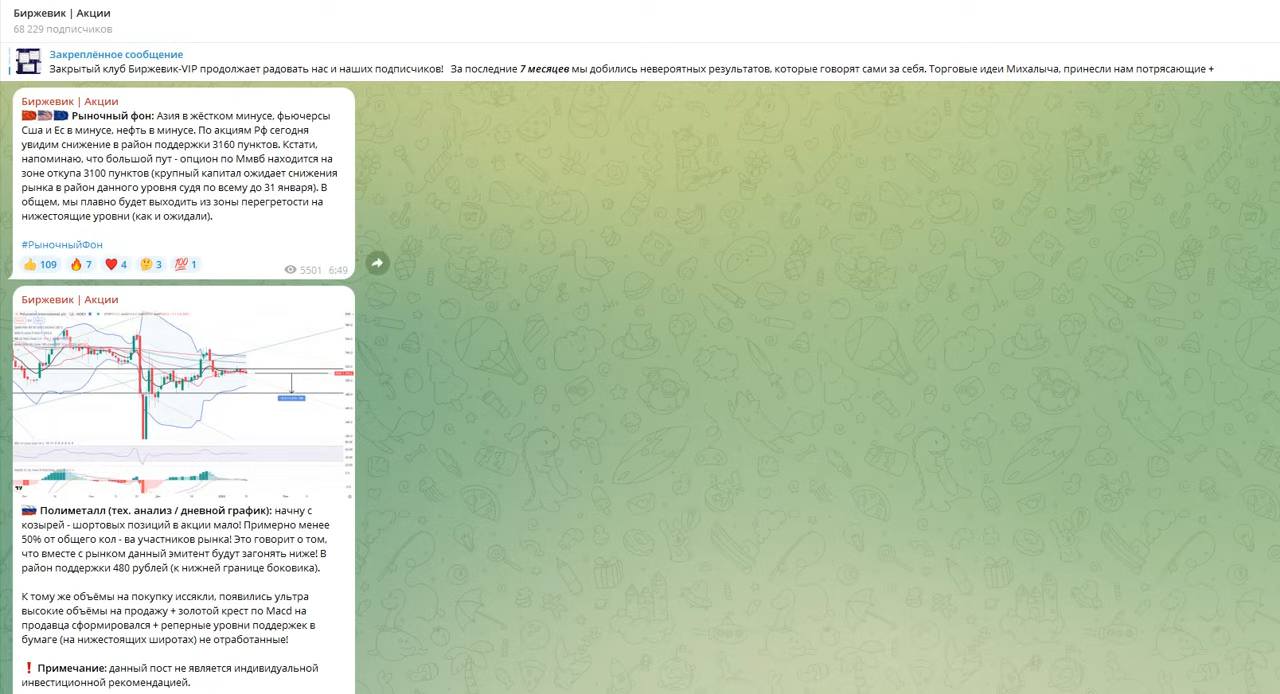 Биржевик | Акции
68 229 подписчиков
Закреплённое сообщение
Закрытый клуб Биржевик-VIP продолжает радовать нас и наших подписчиков! За последние 7 месяцев мы добились невероятных результатов, которые говорят сами за себя. Торговые идеи Михалыча, принесли нам потрясающие +
Биржевик | Акции
Рыночный фон: Азия в жёстком минусе, фьючерсы
Сша и Ес в минусе, нефть в минусе. По акциям Рф сегодня
увидим снижение в район поддержки 3160 пунктов. Кстати,
напоминаю, что большой пут - опцион по Ммвб находится на
зоне откупа 3100 пунктов (крупный капитал ожидает снижения
рынка в район данного уровня судя по всему до 31 января). В
общем, мы плавно будет выходить из зоны перегретости на
нижестоящие уровни (как и ожидали).
#РыночныйФон
109 7 4 3 1
5501 6:49
Биржевик | Акции
Полиметалл (тех. анализ / дневной график): начну с
козырей - шортовых позиций в акции мало! Примерно менее
50% от общего кол - ва участников рынка! Это говорит о том,
что вместе с рынком данный эмитент будут загонять ниже! В
район поддержки 480 рублей (к нижней границе боковика).
К тому же объёмы на покупку иссякли, появились ультра
высокие объёмы на продажу + золотой крест по Macd на
продавца сформировался + реперные уровни поддержек в
бумаге (на нижестоящих широтах) не отработанные!
Примечание: данный пост не является индивидуальной
инвестиционной рекомендацией.